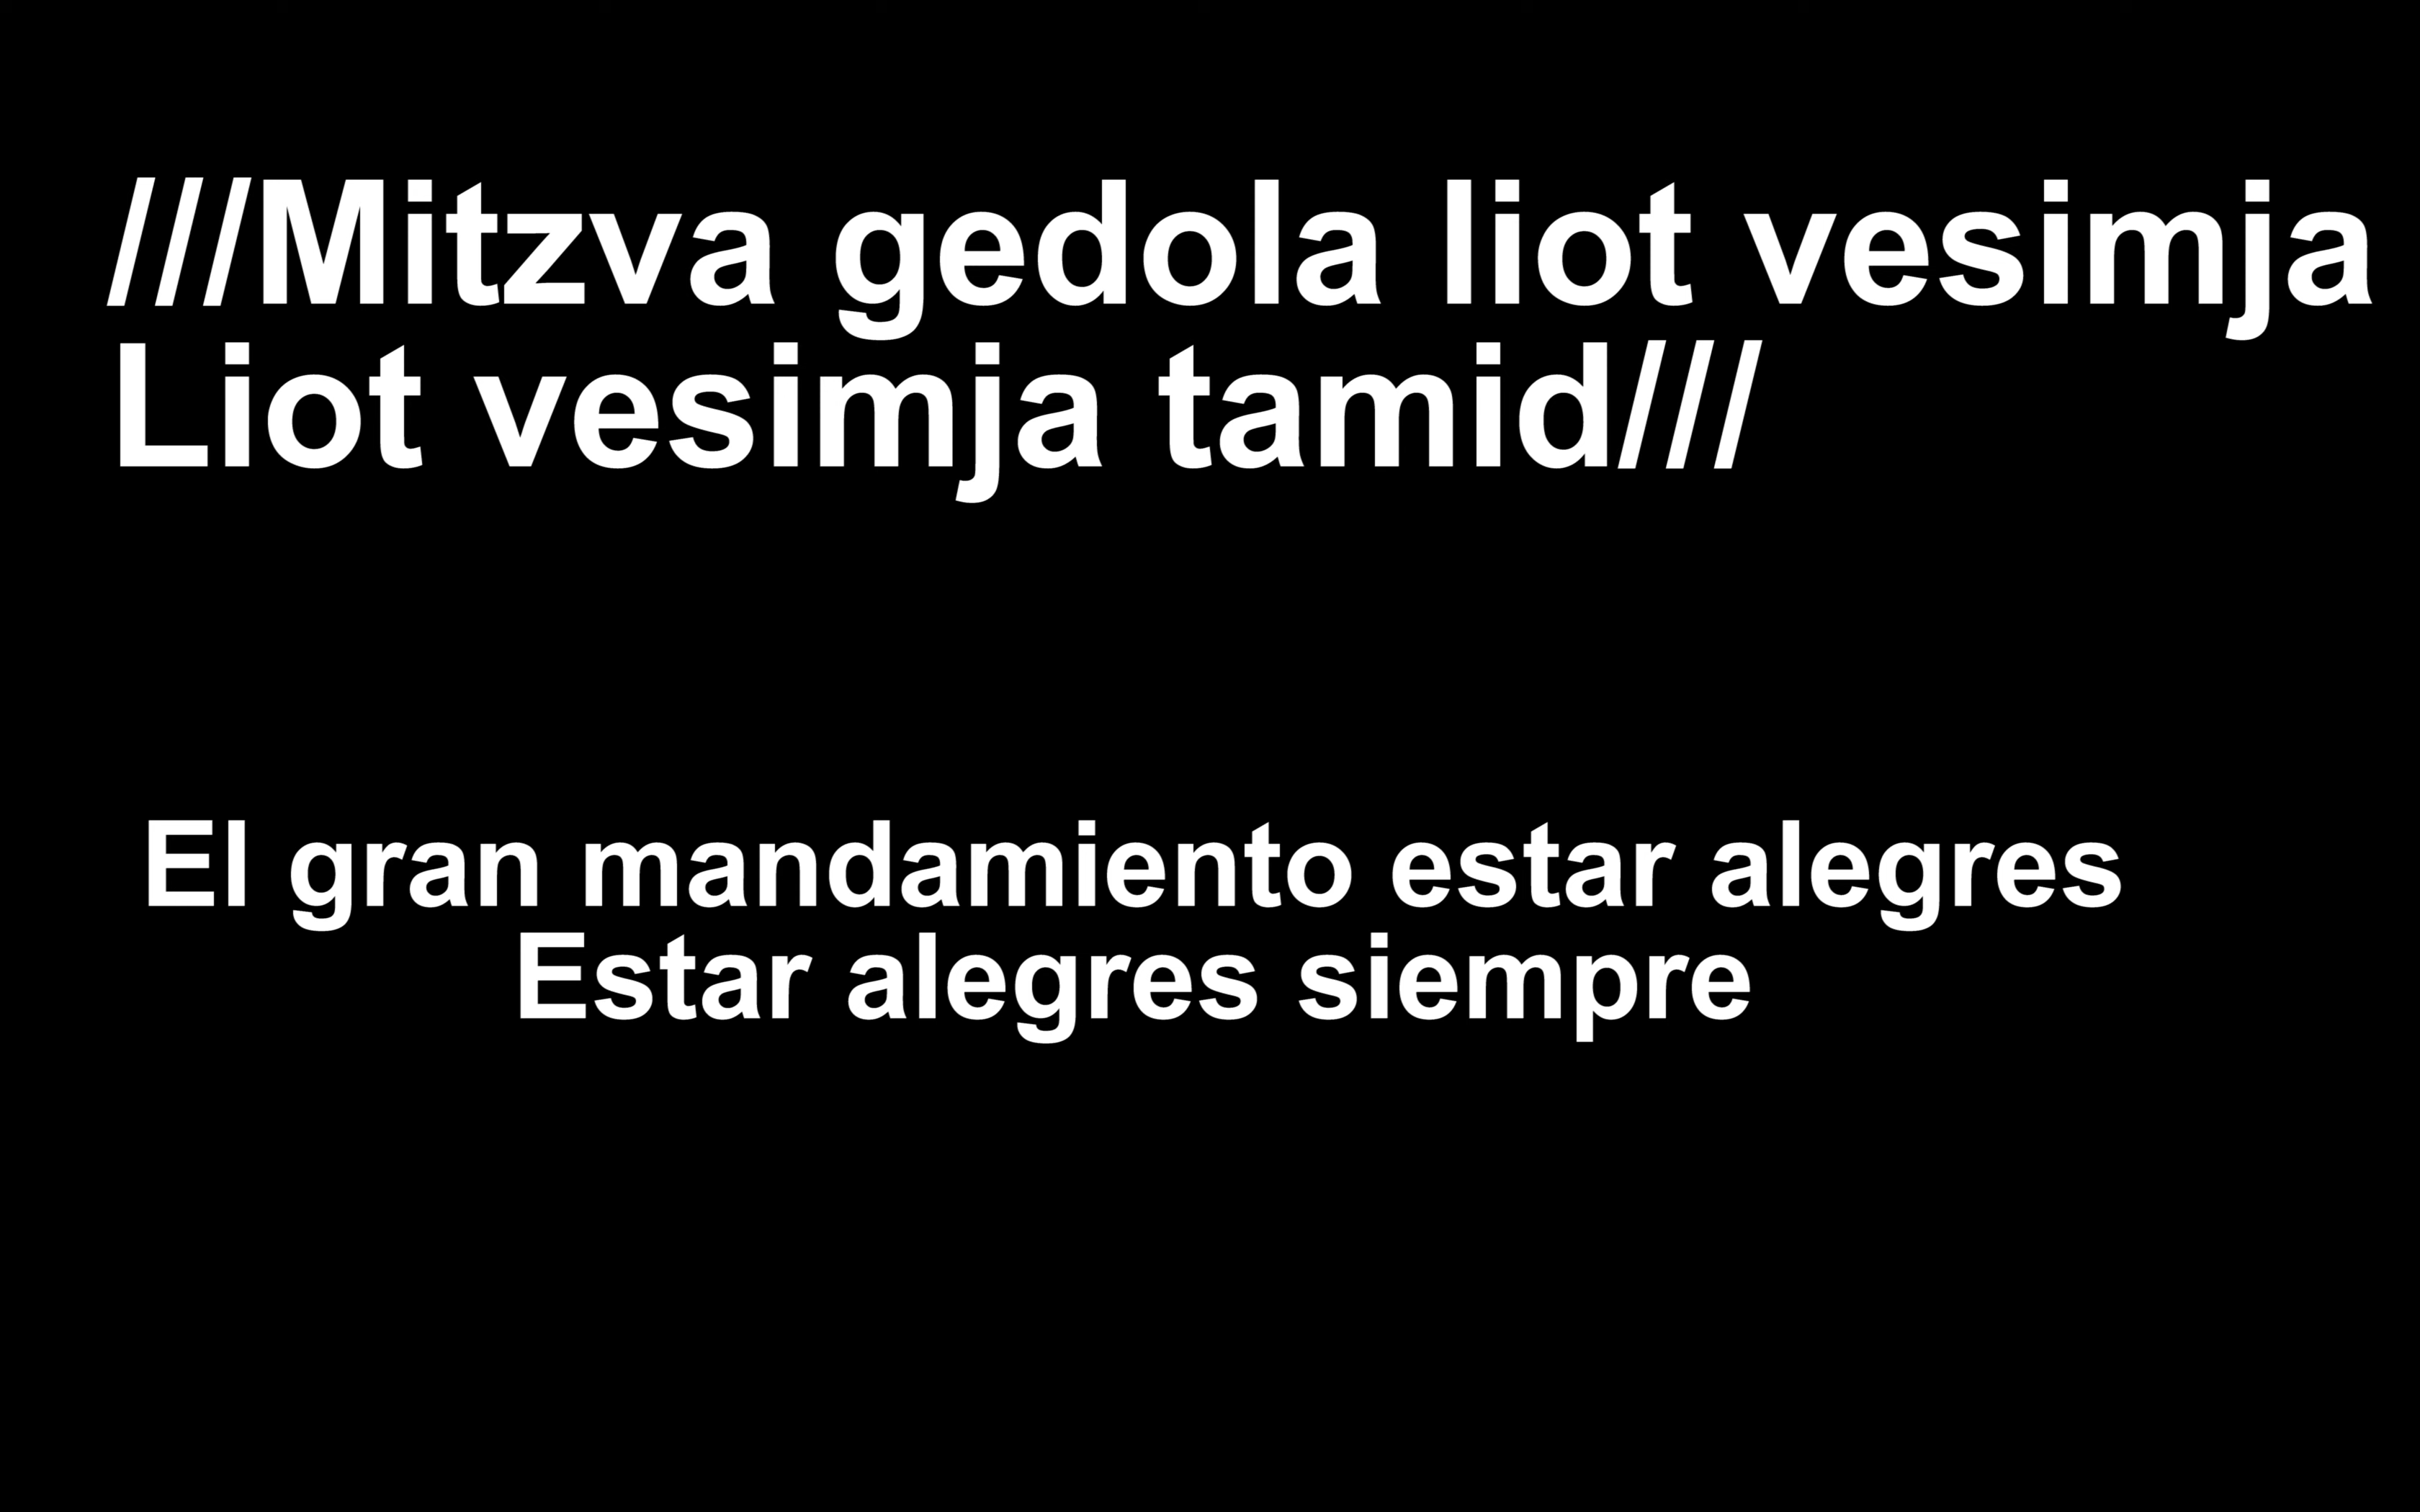 ///Mitzva gedola liot vesimja
Liot vesimja tamid///
El gran mandamiento estar alegres
Estar alegres siempre